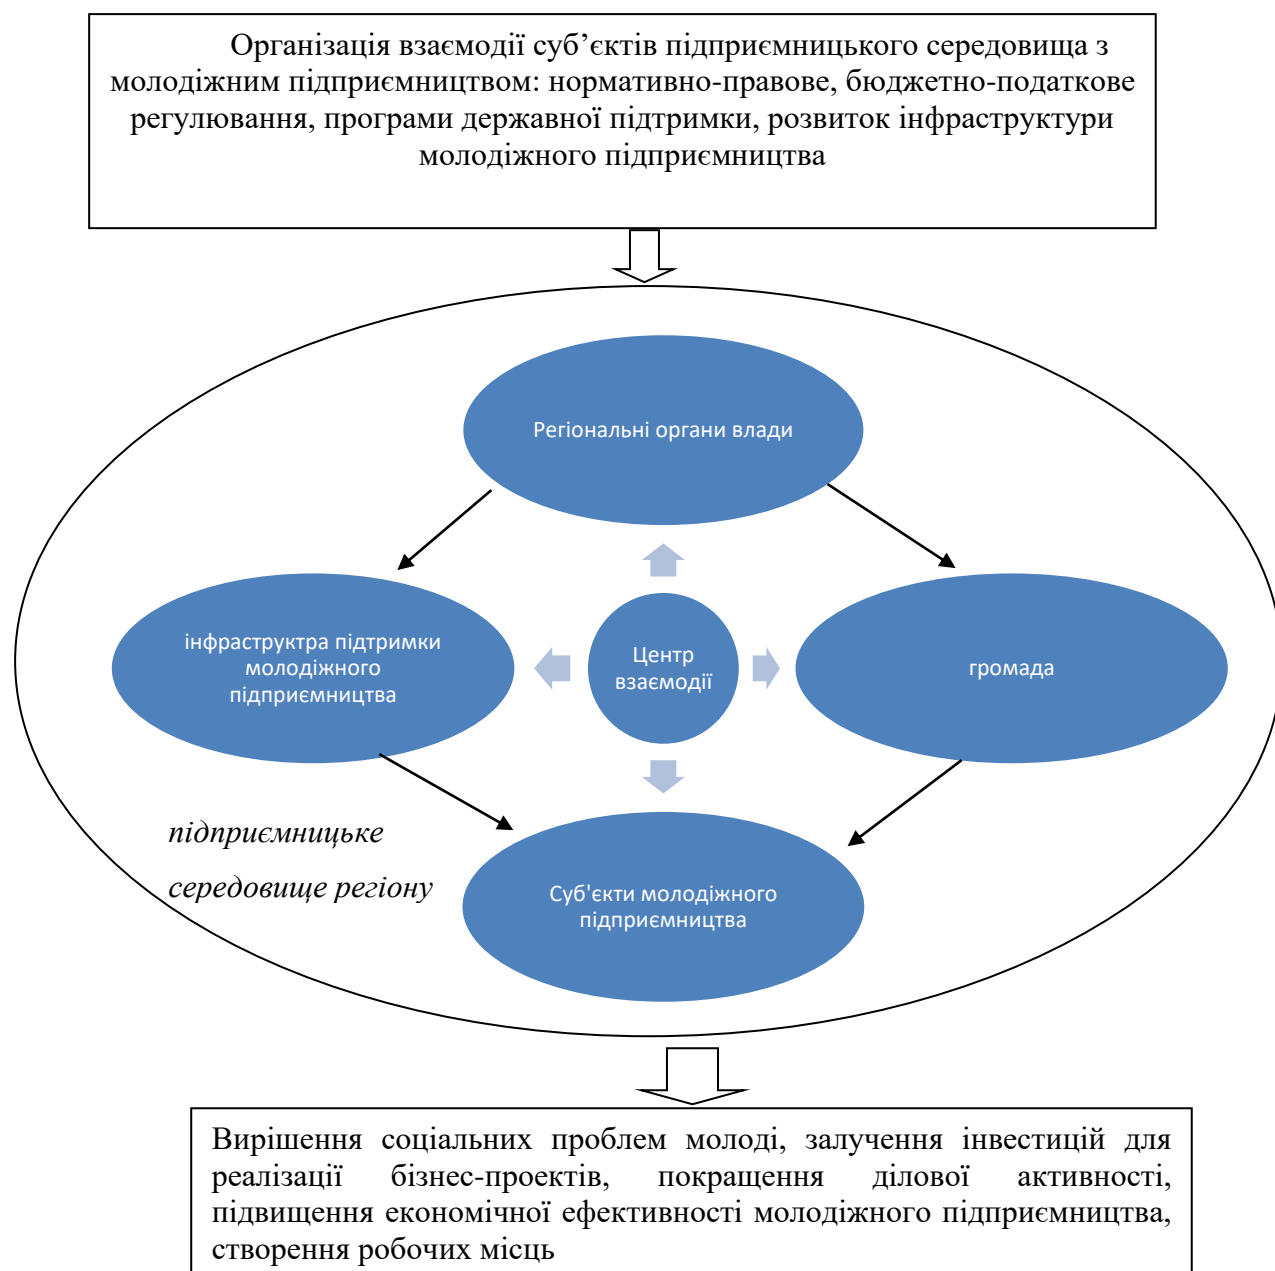 Організація взаємодії суб’єктів підприємницького середовища з
молодіжним підприємництвом: нормативно-правове, бюджетно-податкове
регулювання, програми державної підтримки, розвиток інфраструктури
молодіжного підприємництва
Регіональні органи влади
інфраструктра підтримки
молодіжного
підприємництва
Центр
взаємодії
громада
підприємницьке
середовище регіону
Суб'єкти молодіжного
підприємництва
Вирішення соціальних проблем молоді, залучення інвестицій для
реалізації бізнес-проектів, покращення ділової активності,
підвищення економічної ефективності молодіжного підприємництва,
створення робочих місць